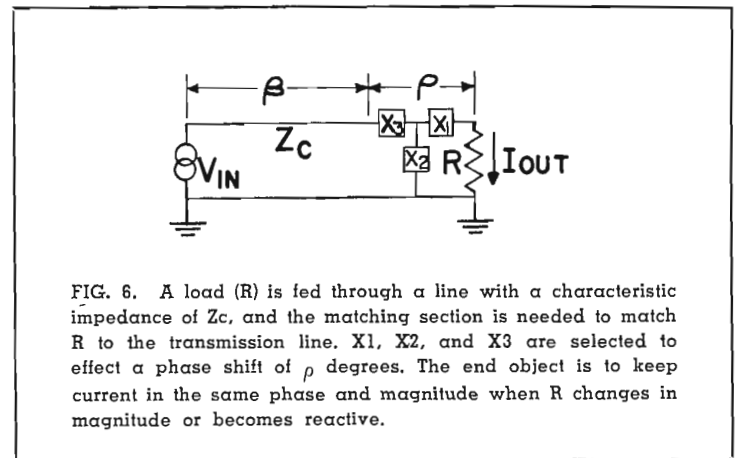 β ρ
Zc X3 X1
X2 R IOUT
VIN
FIG. 6. A load (R) is fed through a line with a characteristic
impedance of Zc, and the matching section is needed to match
R to the transmission line. X1, X2, and X3 are selected to
effect a phase shift of ρ degrees. The end object is to keep
current in the same phase and magnitude when R changes in
magnitude or becomes reactive.